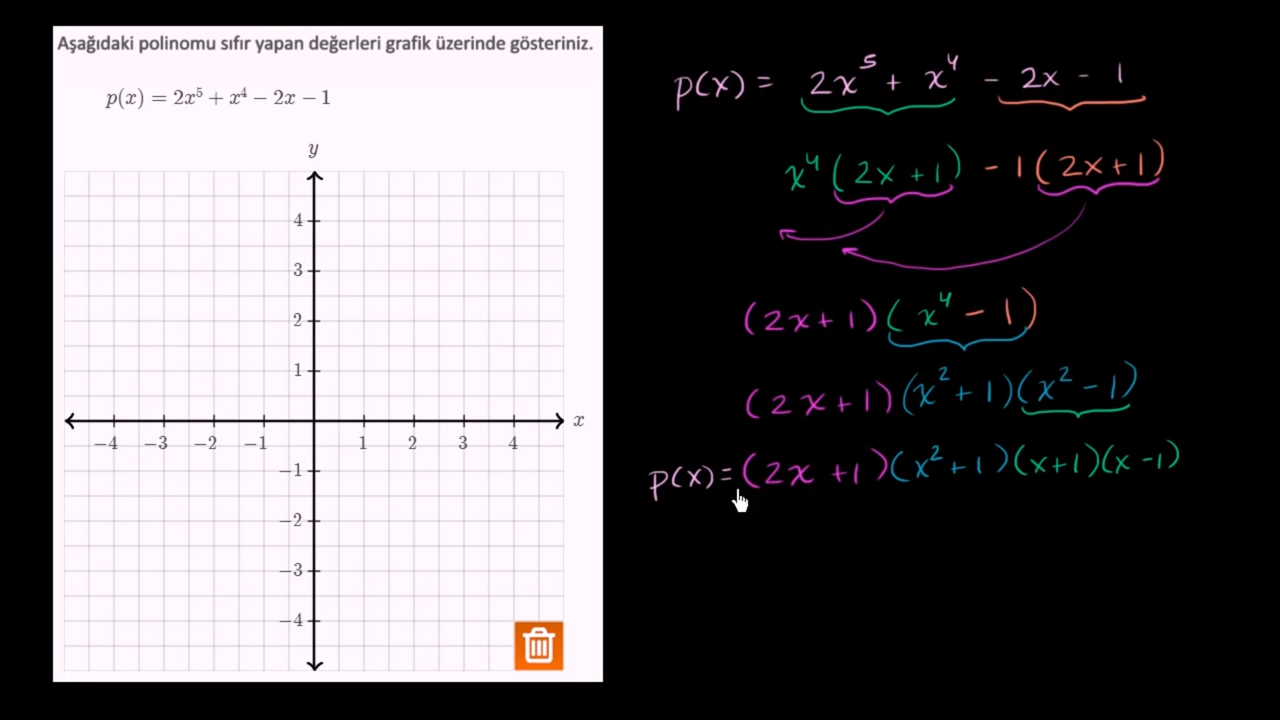 Aşağıdaki polinomu sıfır yapan değerleri grafik üzerinde gösteriniz.
p(x) = 2x⁵ + x⁴ − 2x − 1
y
4
3
2
1
−4 −3 −2 −1 1 2 3 4 x
−1
−2
−3
−4
p(x) = 2x⁵ + x⁴ − 2x − 1
x⁴(2x+1) − 1(2x+1)
(2x+1)(x⁴ − 1)
(2x+1)(x²+1)(x²−1)
p(x)=(2x+1)(x²+1)(x+1)(x−1)